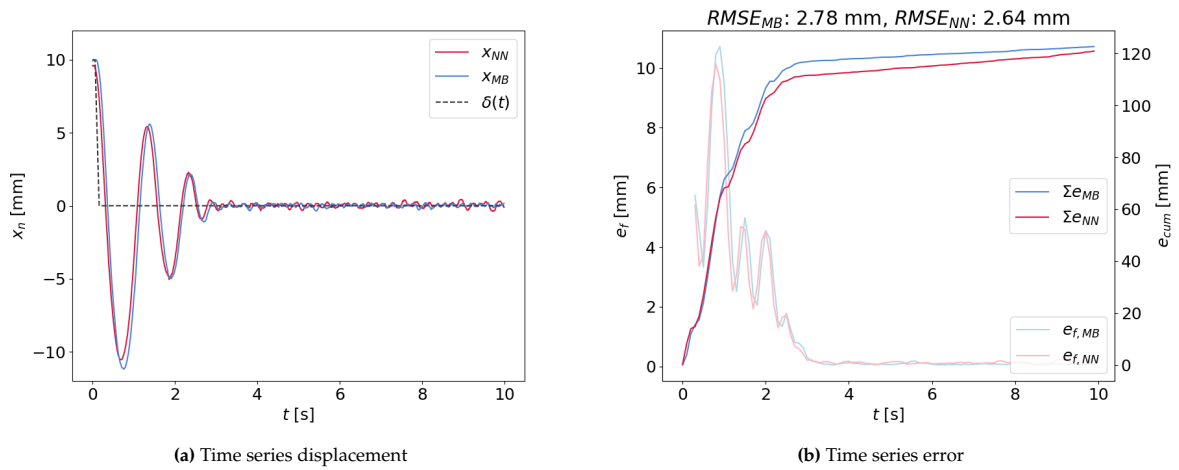 x_NN
x_MB
δ(t)
10
5
0
−5
−10
x_n [mm]
0 2 4 6 8 10
t [s]
(a) Time series displacement
RMSE_MB: 2.78 mm, RMSE_NN: 2.64 mm
10
8
6
4
2
0
e_f [mm]
Σe_MB
Σe_NN
e_f,MB
e_f,NN
120
100
80
60
40
20
0
e_cum [mm]
0 2 4 6 8 10
t [s]
(b) Time series error